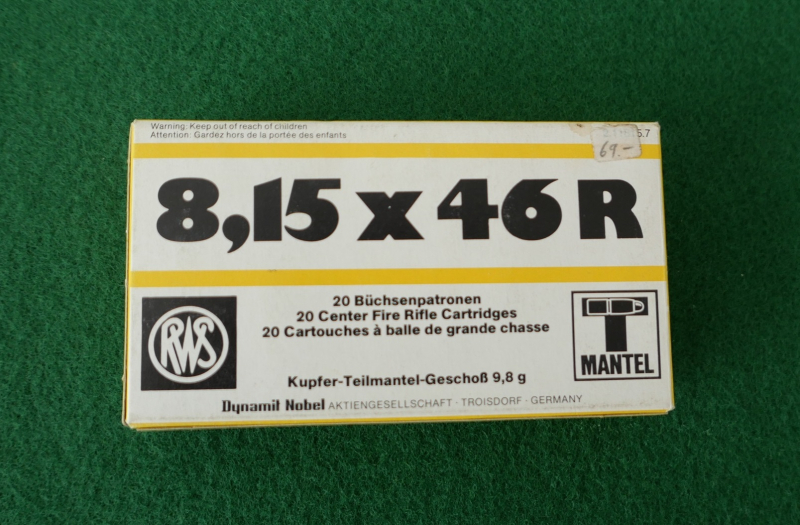 Warning: Keep out of reach of children
Attention: Gardez hors de la portée des enfants
5.7
69.-
8,15 x 46 R
20 Büchsenpatronen
20 Center Fire Rifle Cartridges
20 Cartouches à balle de grande chasse
RWS
T
MANTEL
Kupfer-Teilmantel-Geschoß 9,8 g
Dynamit Nobel AKTIENGESELLSCHAFT · TROISDORF · GERMANY